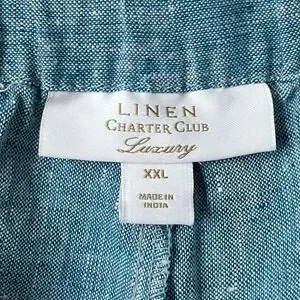 LINEN
CHARTER CLUB
Luxury
XXL
MADE IN
INDIA